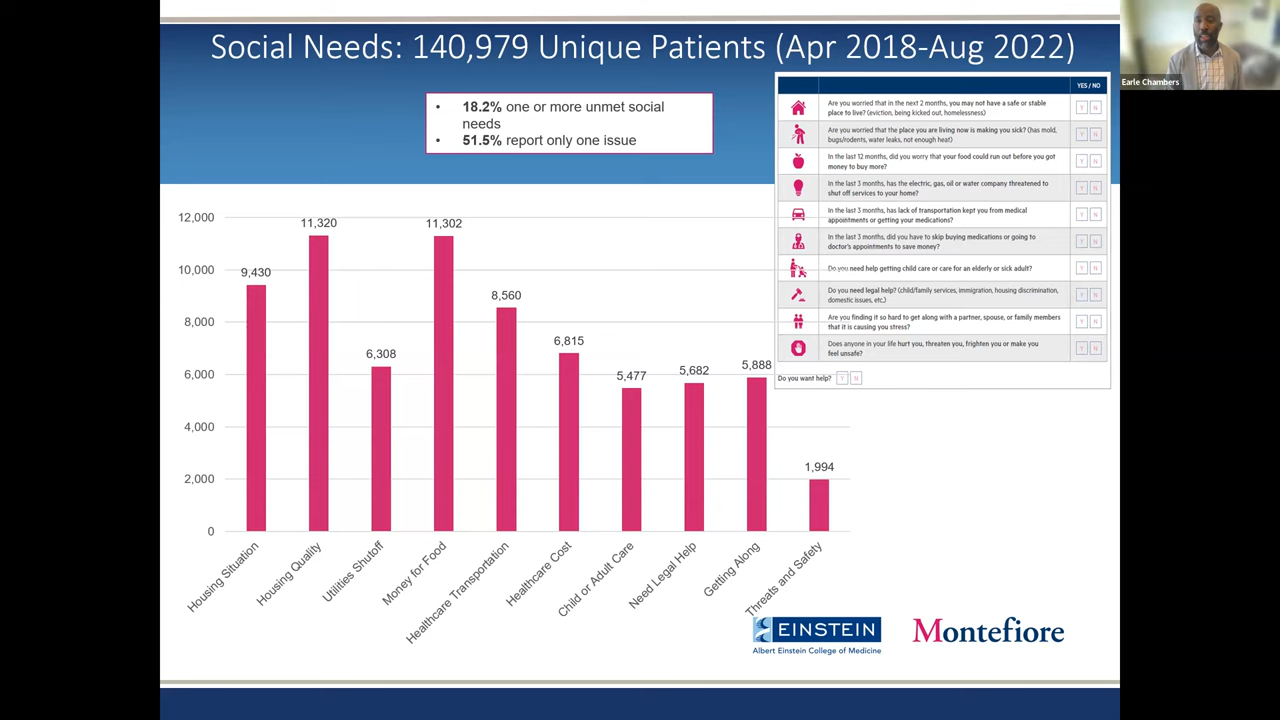 Social Needs: 140,979 Unique Patients (Apr 2018-Aug 2022)
Earle Chambers
• 18.2% one or more unmet social
needs
• 51.5% report only one issue
YES / NO
Are you worried that in the next 2 months, you may not have a safe or stable
place to live? (eviction, being kicked out, homelessness)
Y N
Are you worried that the place you are living now is making you sick? (has mold,
bugs/rodents, water leaks, not enough heat)
Y N
In the last 12 months, did you worry that your food could run out before you got
money to buy more?
Y N
In the last 3 months, has the electric, gas, oil or water company threatened to
shut off services to your home?
Y N
In the last 3 months, has lack of transportation kept you from medical
appointments or getting your medications?
Y N
In the last 3 months, did you have to skip buying medications or going to
doctor's appointments to save money?
Y N
Do you need help getting child care or care for an elderly or sick adult?
Y N
Do you need legal help? (child/family services, immigration, housing discrimination,
domestic issues, etc.)
Y N
Are you finding it so hard to get along with a partner, spouse, or family members
that it is causing you stress?
Y N
Does anyone in your life hurt you, threaten you, frighten you or make you
feel unsafe?
Y N
Do you want help? Y N
12,000
10,000
8,000
6,000
4,000
2,000
0
9,430
11,320
6,308
11,302
8,560
6,815
5,477
5,682
5,888
1,994
Housing Situation
Housing Quality
Utilities Shutoff
Money for Food
Healthcare Transportation
Healthcare Cost
Child or Adult Care
Need Legal Help
Getting Along
Threats and Safety
EINSTEIN
Albert Einstein College of Medicine
Montefiore